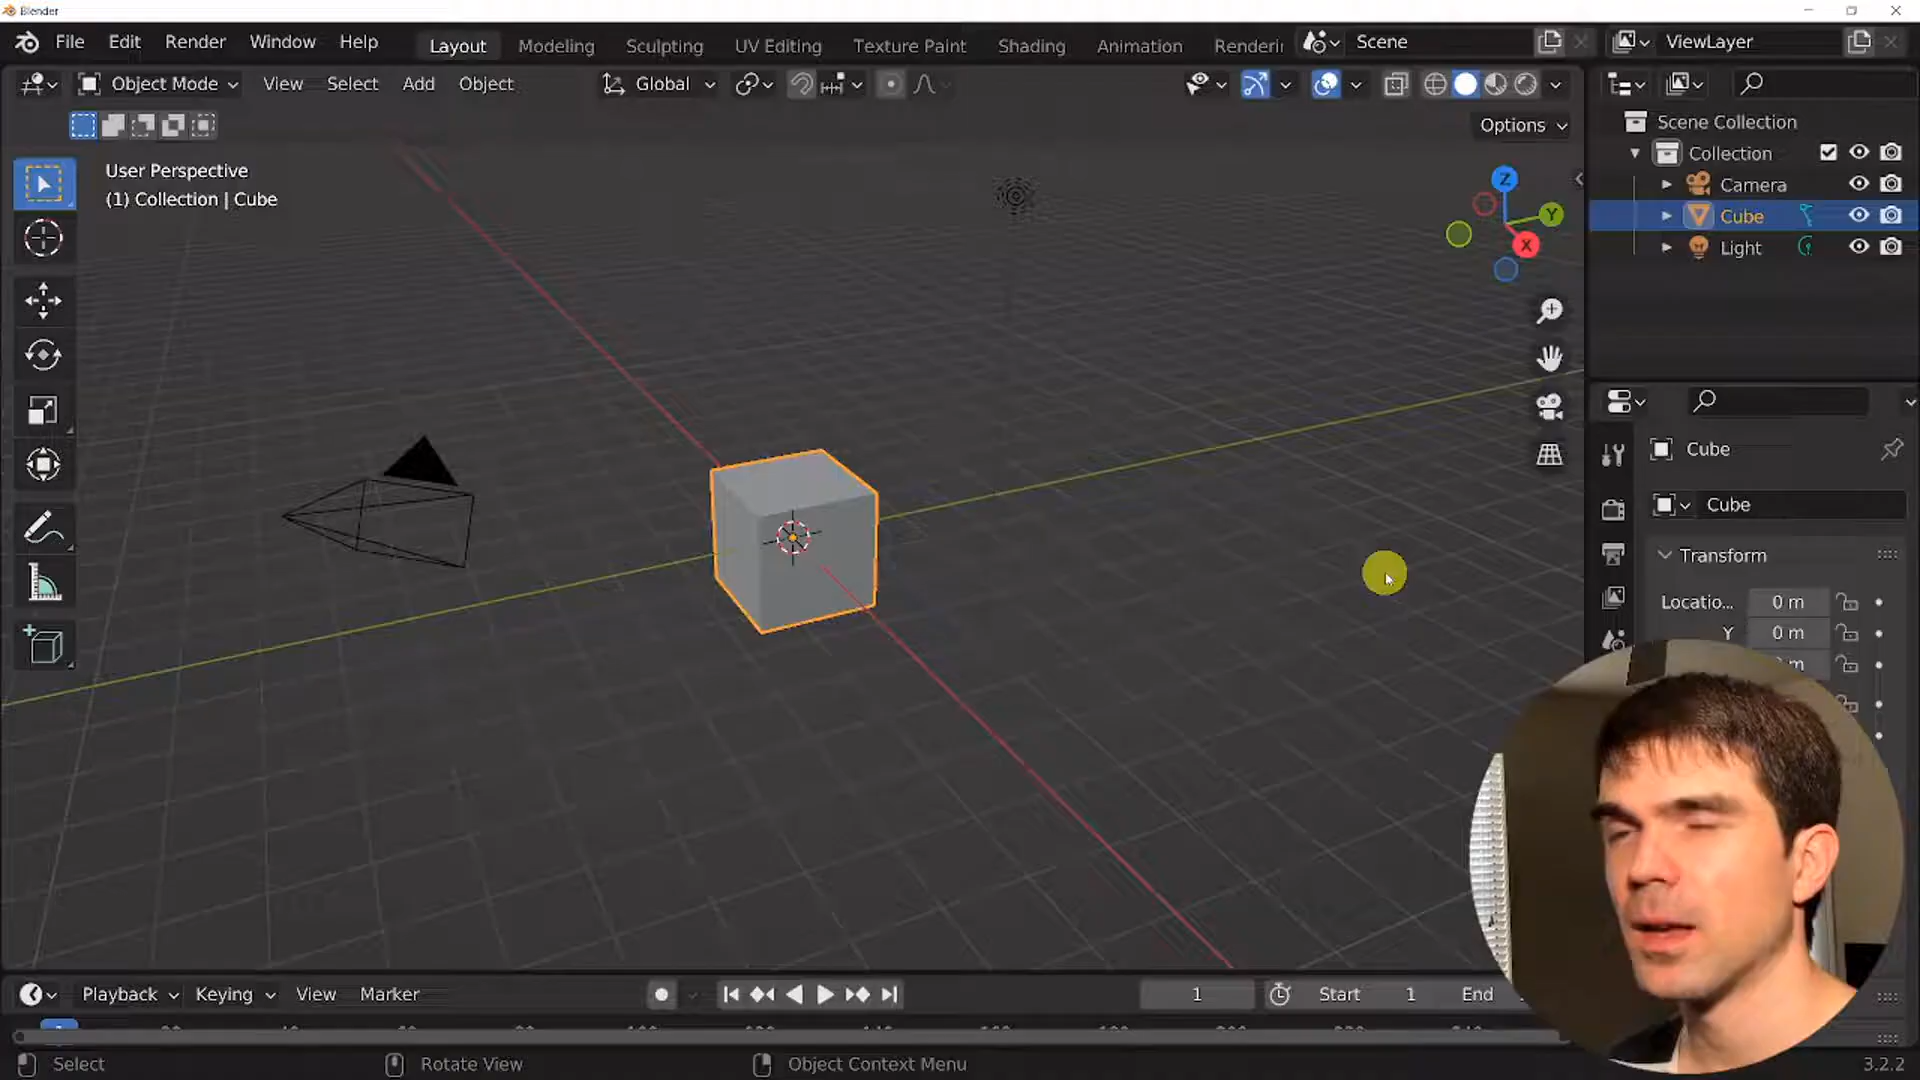 Blender
File Edit Render Window Help Layout Modeling Sculpting UV Editing Texture Paint Shading Animation Scene ViewLayer
Object Mode View Select Add Object Global
Options
User Perspective
(1) Collection | Cube
Z
Y
X
Scene Collection
Collection
Camera
Cube
Light
Cube
Cube
Transform
Locatio... 0 m
Y 0 m
m
Playback Keying View Marker 1 Start 1 End
Select Rotate View Object Context Menu 3.2.2